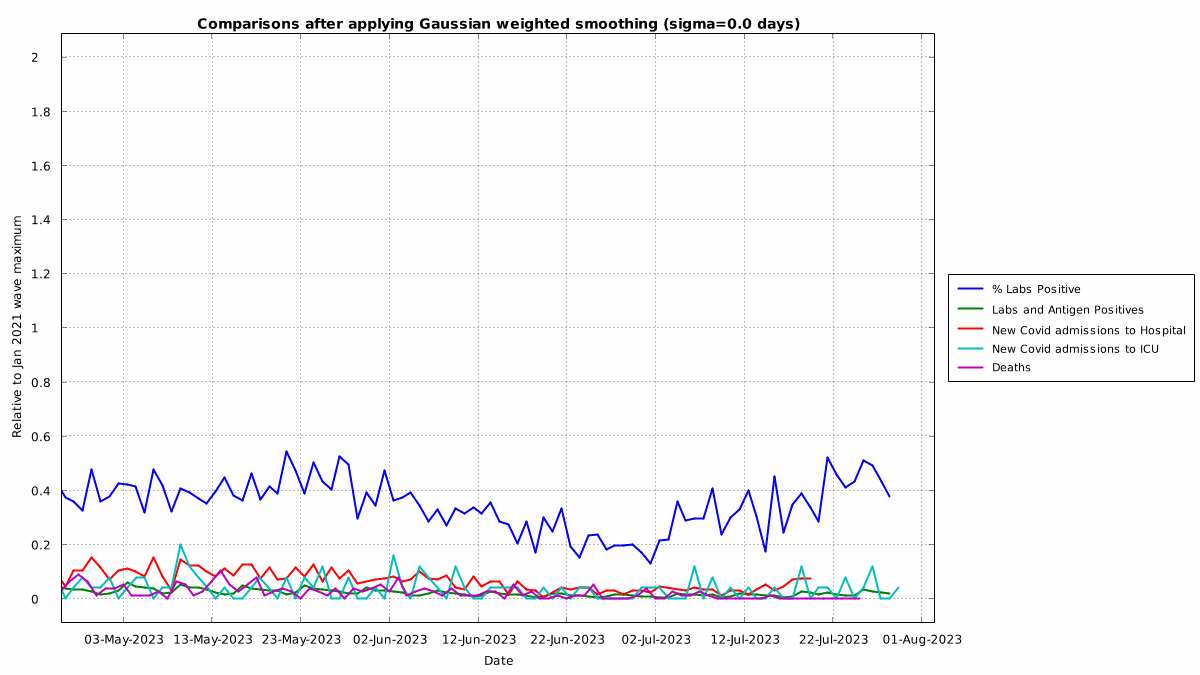 Comparisons after applying Gaussian weighted smoothing (sigma=0.0 days)
2
1.8
1.6
1.4
1.2
1
0.8
0.6
0.4
0.2
0
Relative to Jan 2021 wave maximum
03-May-2023 13-May-2023 23-May-2023 02-Jun-2023 12-Jun-2023 22-Jun-2023 02-Jul-2023 12-Jul-2023 22-Jul-2023 01-Aug-2023
Date
% Labs Positive
Labs and Antigen Positives
New Covid admissions to Hospital
New Covid admissions to ICU
Deaths